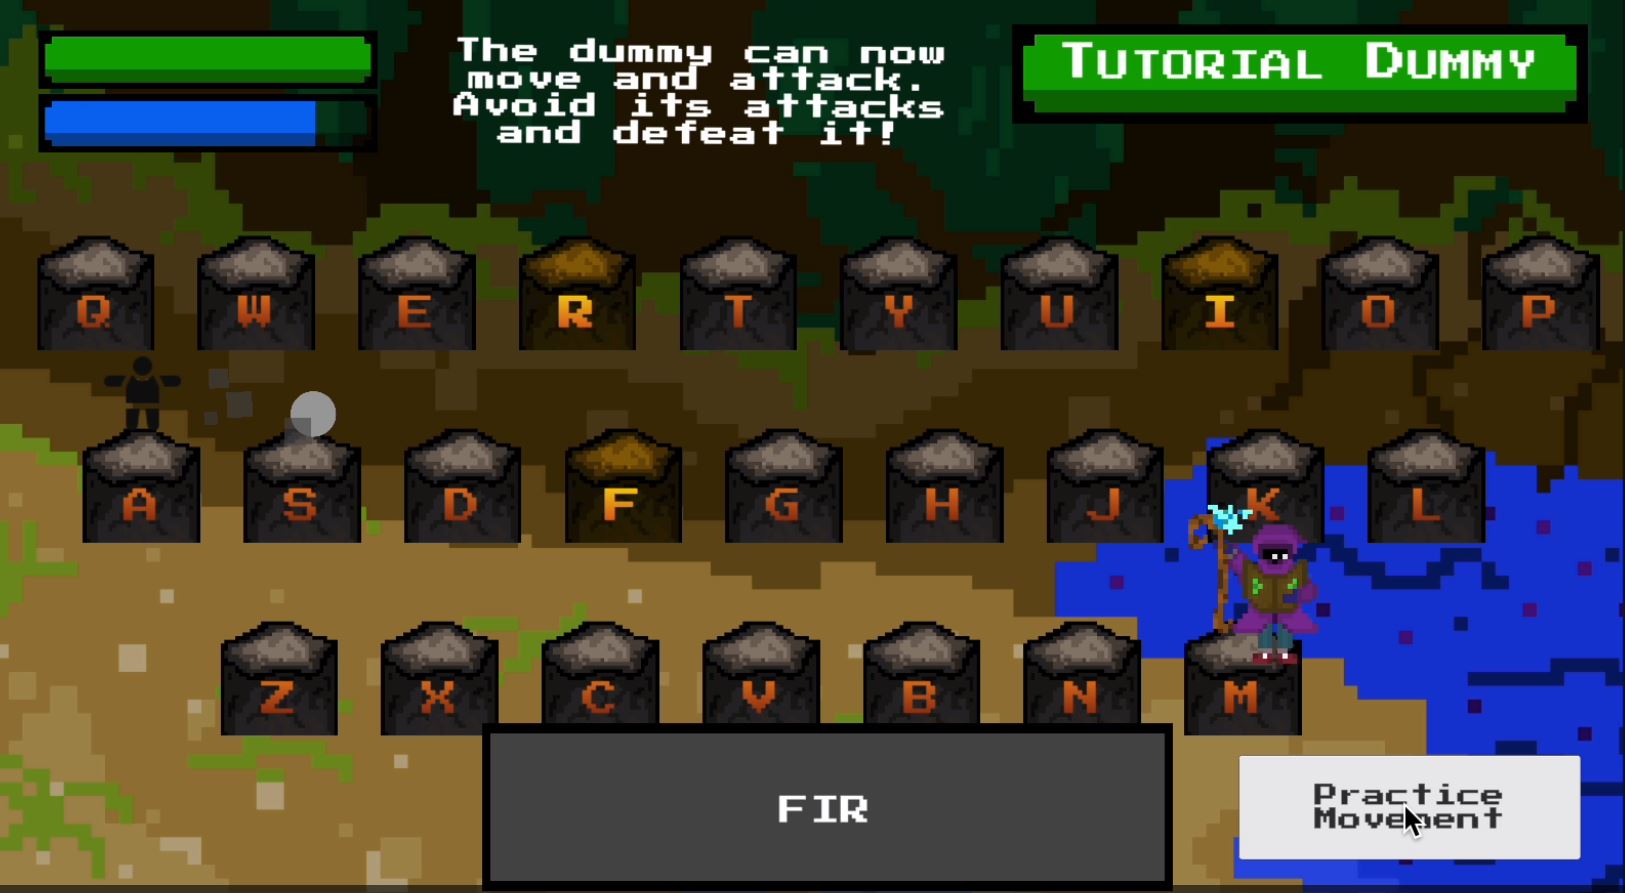 The dummy can now
move and attack.
Avoid its attacks
and defeat it!
Tutorial Dummy
Q W E R T Y U I O P
A S D F G H J K L
Z X C V B N M
FIR
Practice
Movement